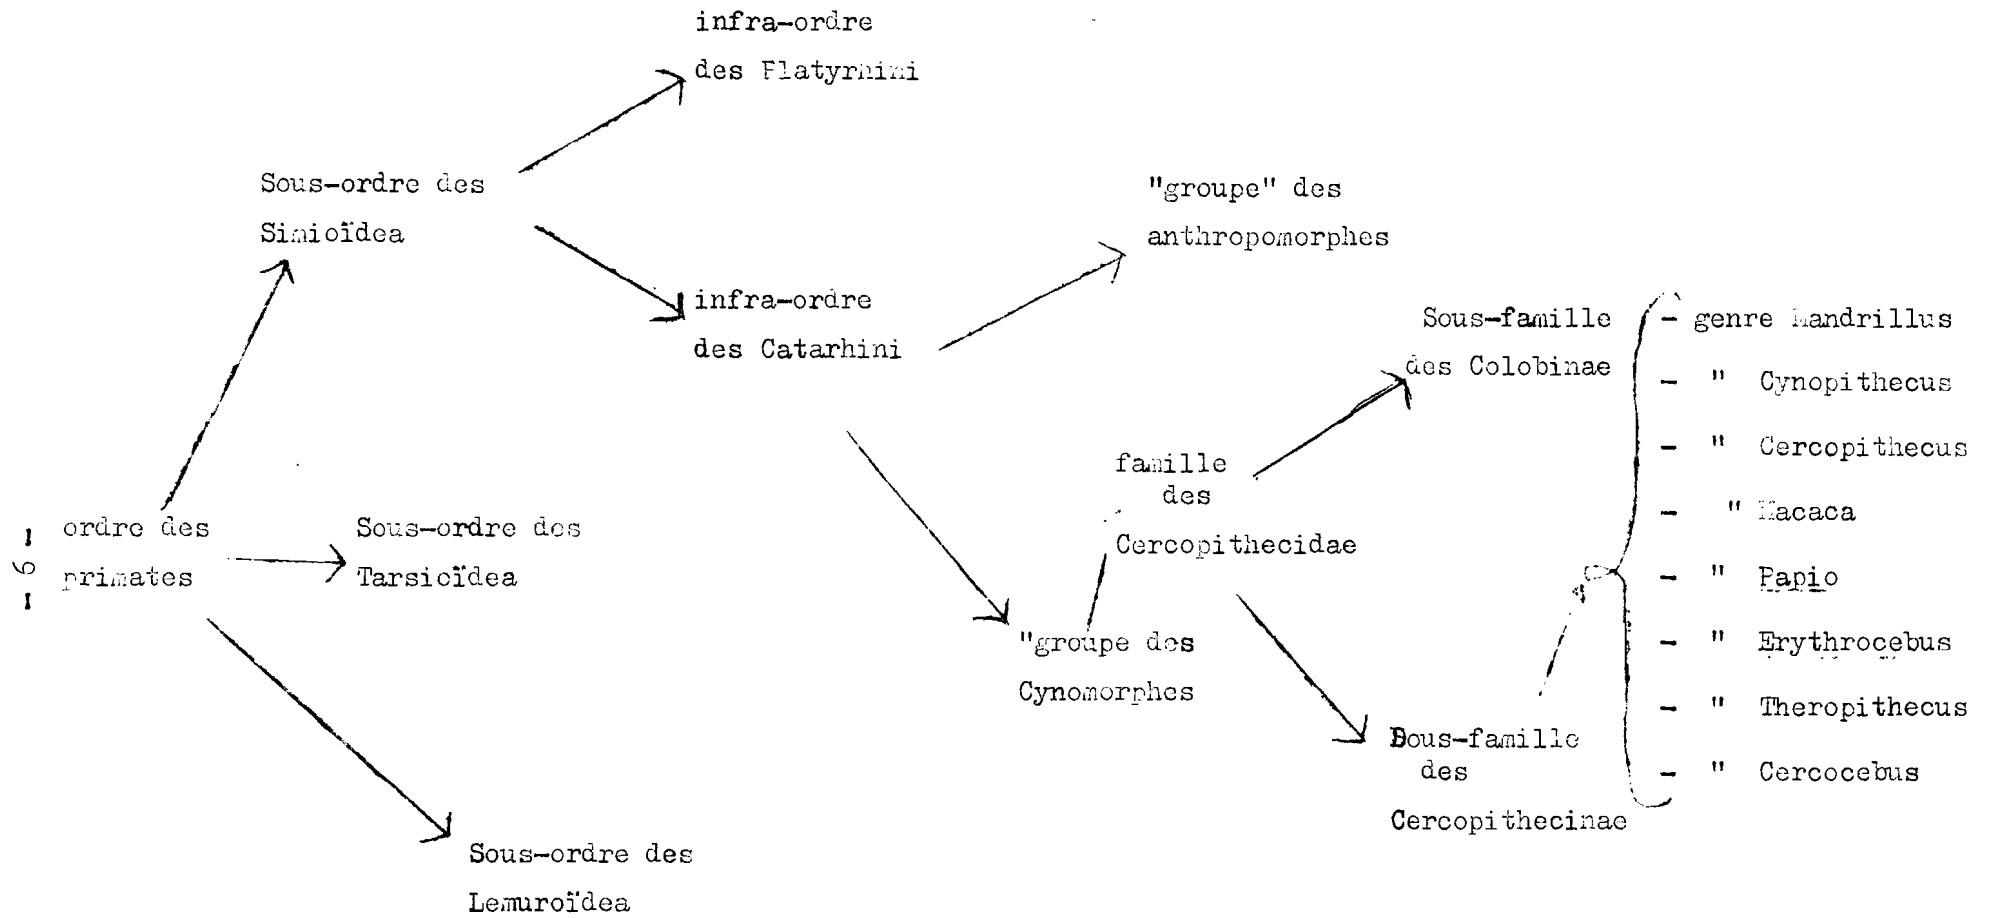 infra-ordre
des Platyrhini
Sous-ordre des
Simioïdea
"groupe" des
anthropomorphes
infra-ordre
des Catarhini
Sous-famille
des Colobinae
- genre Mandrillus
- " Cynopithecus
- " Cercopithecus
- " Macaca
- " Papio
- " Erythrocebus
- " Theropithecus
- " Cercocebus
famille
des
Cercopithecidae
ordre des
primates
Sous-ordre des
Tarsioïdea
- 6 -
"groupe des
Cynomorphes
Sous-famille
des
Cercopithecinae
Sous-ordre des
Lemuroïdea